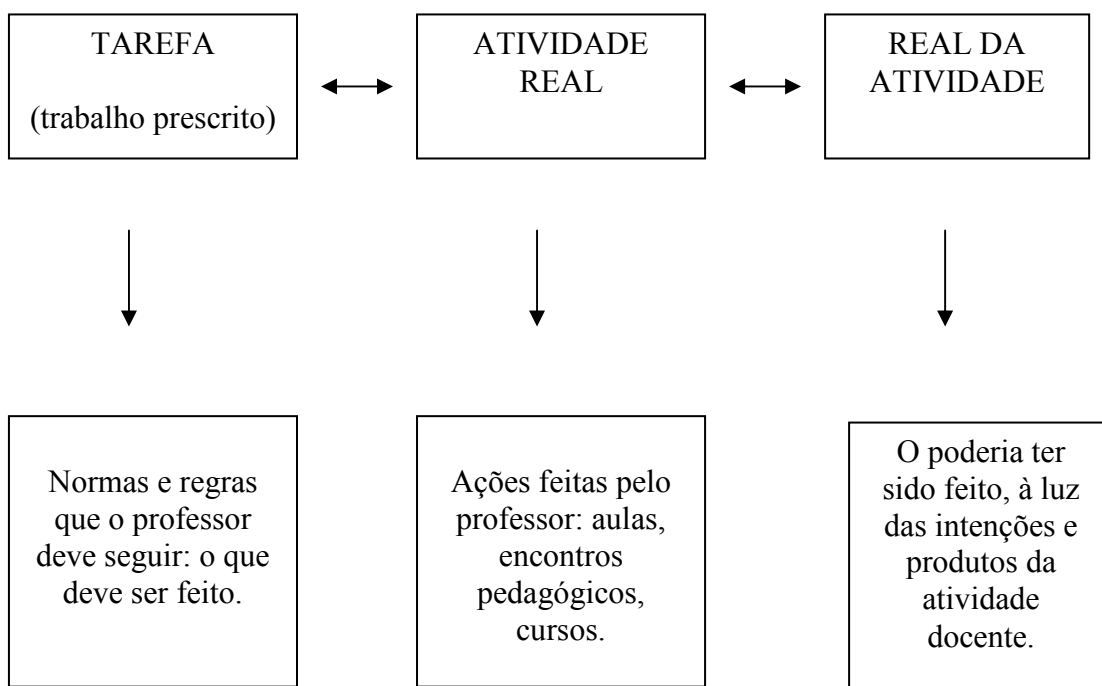 TAREFA
(trabalho prescrito)
ATIVIDADE
REAL
REAL DA
ATIVIDADE
Normas e regras
que o professor
deve seguir: o que
deve ser feito.
Ações feitas pelo
professor: aulas,
encontros
pedagógicos,
cursos.
O poderia ter
sido feito, à luz
das intenções e
produtos da
atividade
docente.